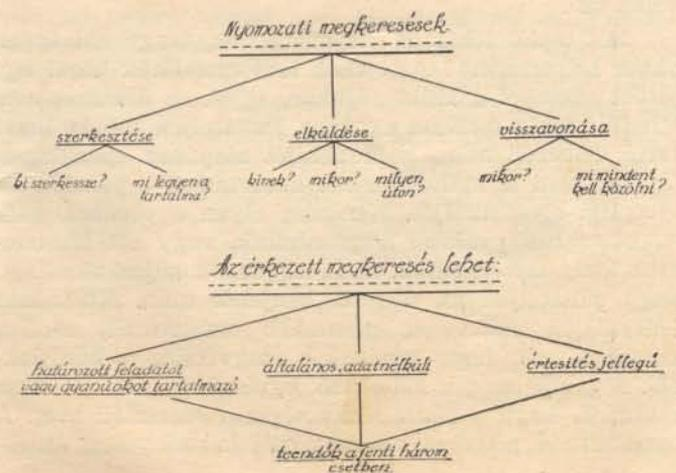 Nyomozati megkeresések
szerkesztése
elküldése
visszavonása
ki szerkessze?
mi legyen a
tartalma?
kinek?
mikor?
milyen
úton?
mikor?
mi mindent
kell közölni?
Az érkezett megkeresés lehet:
határozott feladatot
vagy gyanúokot tartalmazó
általános, adatnélküli
értesítés jellegű
teendők a fenti három
esetben.